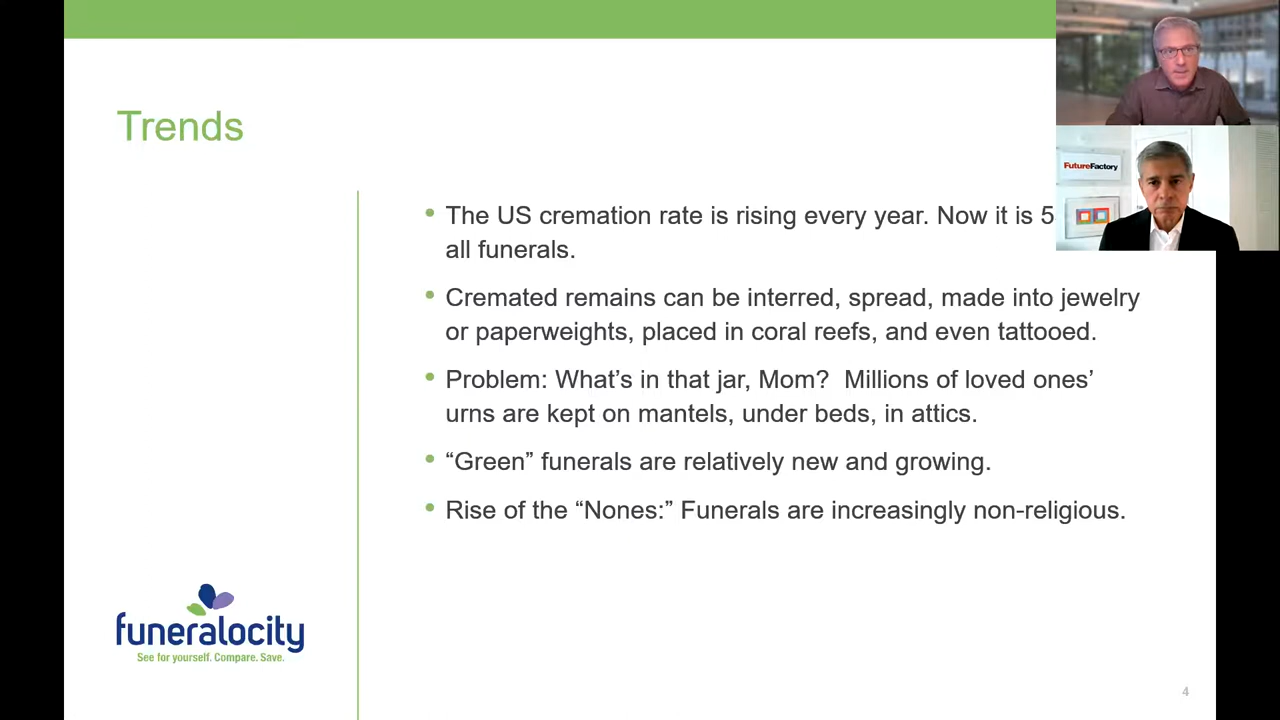 Trends
The US cremation rate is rising every year. Now it is 5
all funerals.
Cremated remains can be interred, spread, made into jewelry
or paperweights, placed in coral reefs, and even tattooed.
Problem: What’s in that jar, Mom?  Millions of loved ones’
urns are kept on mantels, under beds, in attics.
“Green” funerals are relatively new and growing.
Rise of the “Nones:” Funerals are increasingly non-religious.
funeralocity
See for yourself. Compare. Save.
4
FutureFactory